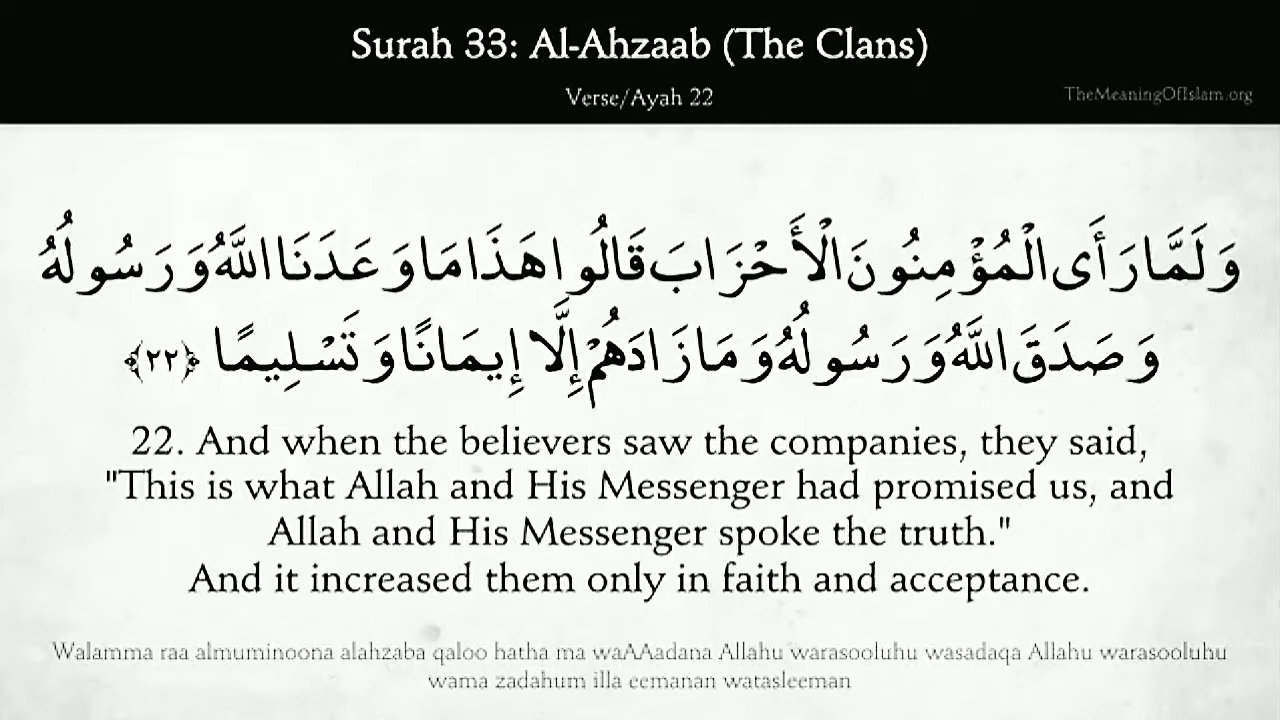 Surah 33: Al-Ahzaab (The Clans)
Verse/Ayah 22
TheMeaningOfIslam.org
وَلَمَّا رَأَى الْمُؤْمِنُونَ الْأَحْزَابَ قَالُوا هَذَا مَا وَعَدَنَا اللَّهُ وَرَسُولُهُ
وَصَدَقَ اللَّهُ وَرَسُولُهُ وَمَا زَادَهُمْ إِلَّا إِيمَانًا وَتَسْلِيمًا ﴿٢٢﴾
22. And when the believers saw the companies, they said,
"This is what Allah and His Messenger had promised us, and
Allah and His Messenger spoke the truth."
And it increased them only in faith and acceptance.
Walamma raa almuminoona alahzaba qaloo hatha ma waAAadana Allahu warasooluhu wasadaqa Allahu warasooluhu
wama zadahum illa eemanan watasleeman